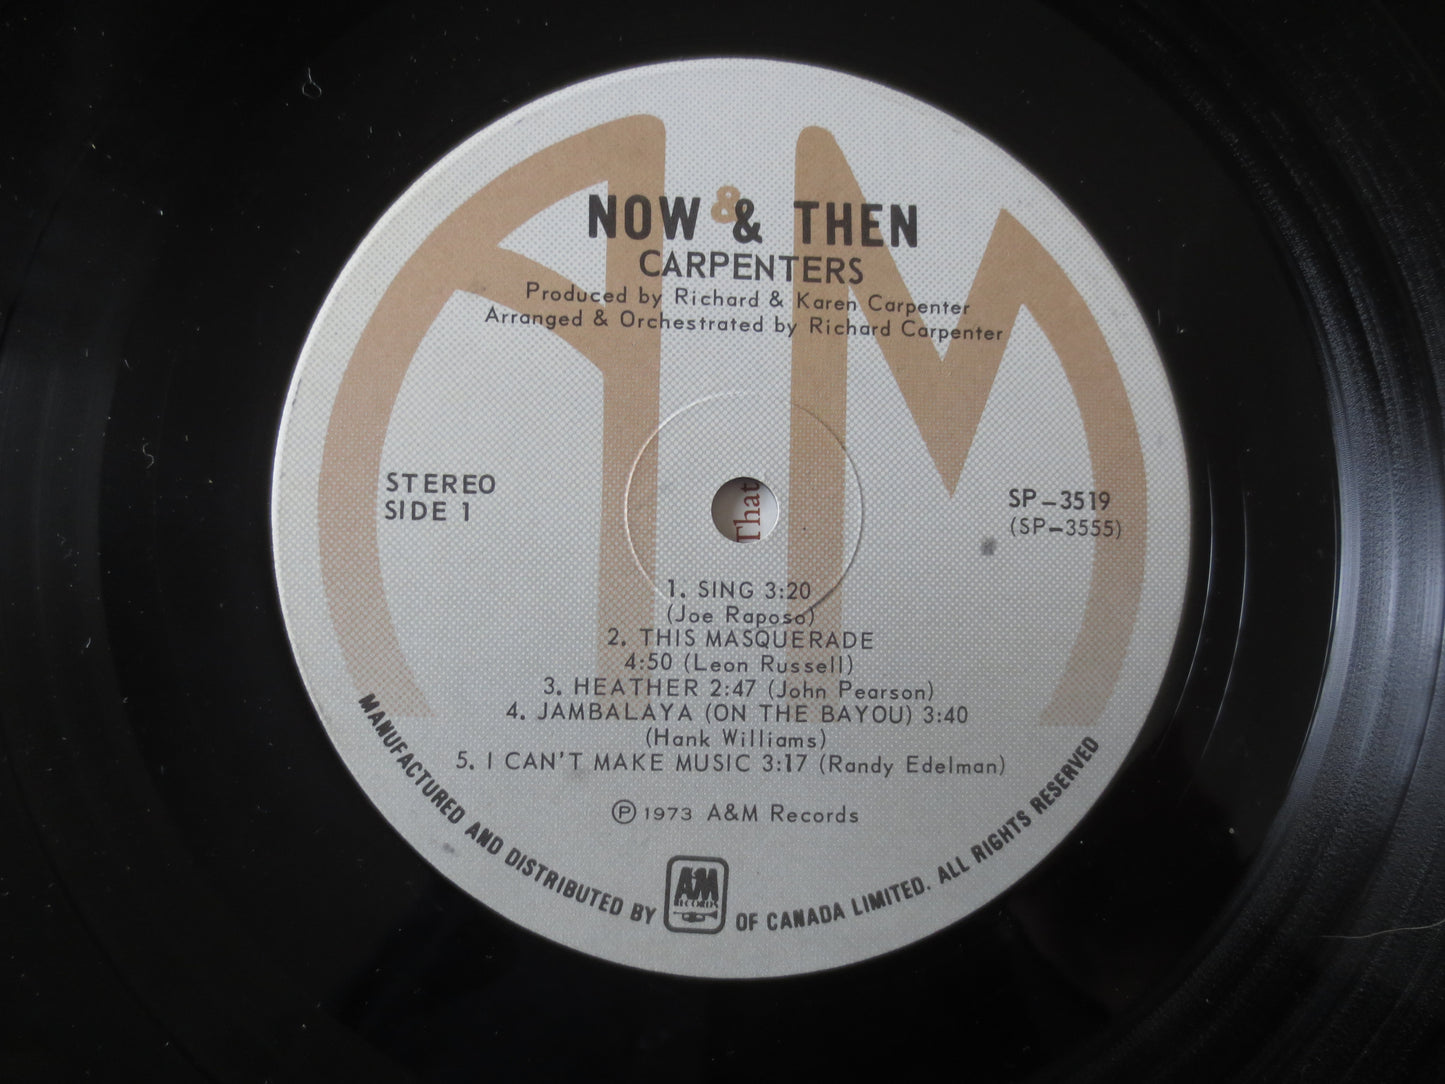 NOW & THEN
CARPENTERS
Produced by Richard & Karen Carpenter
Arranged & Orchestrated by Richard Carpenter
STEREO
SIDE 1
SP-3519
(SP-3555)
That
1. SING 3:20
(Joe Raposo)
2. THIS MASQUERADE
4:50 (Leon Russell)
3. HEATHER 2:47 (John Pearson)
4. JAMBALAYA (ON THE BAYOU) 3:40
(Hank Williams)
5. I CAN'T MAKE MUSIC 3:17 (Randy Edelman)
Ⓟ 1973 A&M Records
MANUFACTURED AND DISTRIBUTED BY A&M RECORDS OF CANADA LIMITED. ALL RIGHTS RESERVED